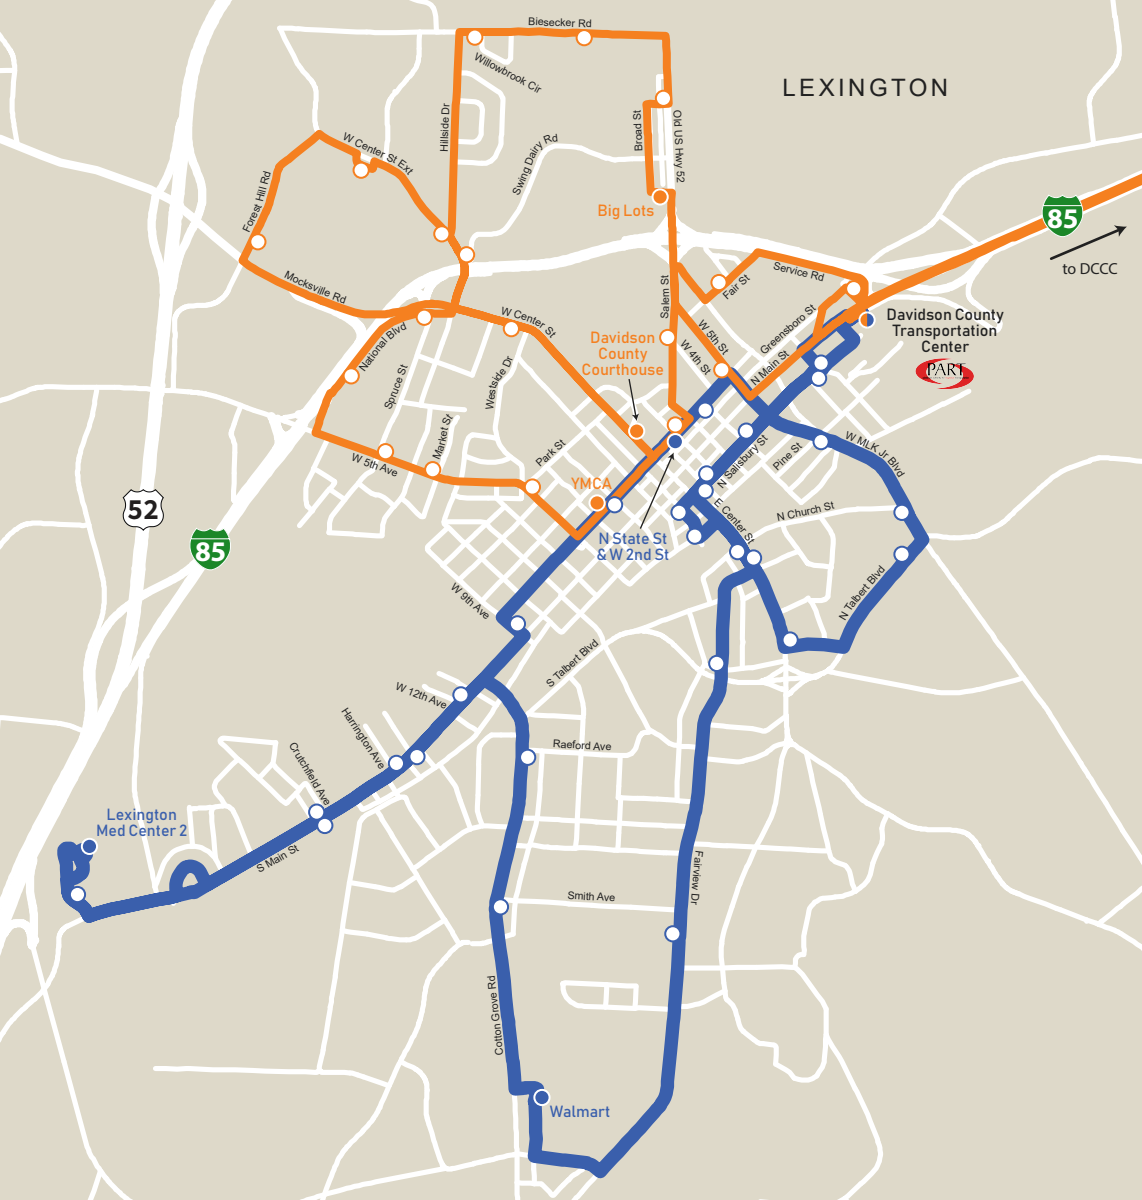 Biesecker Rd
Willowbrook Cir
LEXINGTON
Hillside Dr
Broad St
Old US Hwy 52
W Center St Ext
Swing Dairy Rd
Forest Hill Rd
Big Lots
85
to DCCC
Service Rd
Fair St
Mocksville Rd
Salem St
W Center St
National Blvd
Greensboro St
Davidson County
Transportation
Center
PART
Davidson
County
Courthouse
W 5th St
W 4th St
N Main St
Spruce St
Westside Dr
Market St
Park St
W 5th Ave
N Salisbury St
Pine St
W MLK Jr Blvd
YMCA
52
85
N State St
& W 2nd St
E Center St
N Church St
N Talbert Blvd
W 9th Ave
S Talbert Blvd
W 12th Ave
Harrington Ave
Crutchfield Ave
Raeford Ave
Lexington
Med Center 2
S Main St
Fairview Dr
Smith Ave
Cotton Grove Rd
Walmart